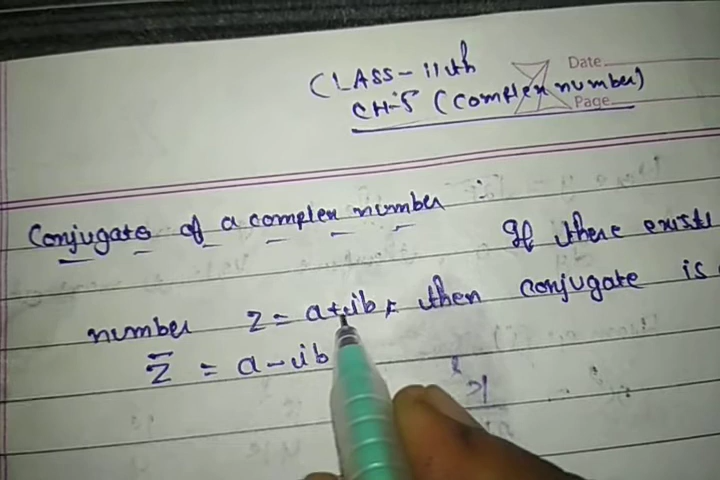 CLASS-11th
Date
CH-5 (Complex number)
Page
Conjugate of a complex number :
If there exists
number z = a+ib, then conjugate is
z̄ = a-ib